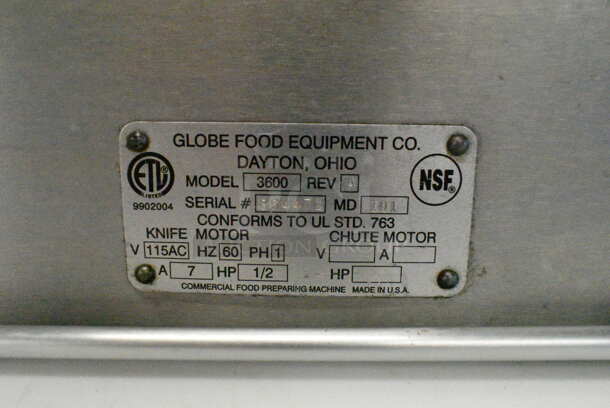 GLOBE FOOD EQUIPMENT CO.
DAYTON, OHIO
ETL
LISTED
9902004
MODEL 3600 REV
NSF®
SERIAL # MD
CONFORMS TO UL STD. 763
KNIFE MOTOR CHUTE MOTOR
V 115AC HZ 60 PH 1 V A
A 7 HP 1/2 HP
COMMERCIAL FOOD PREPARING MACHINE MADE IN U.S.A.